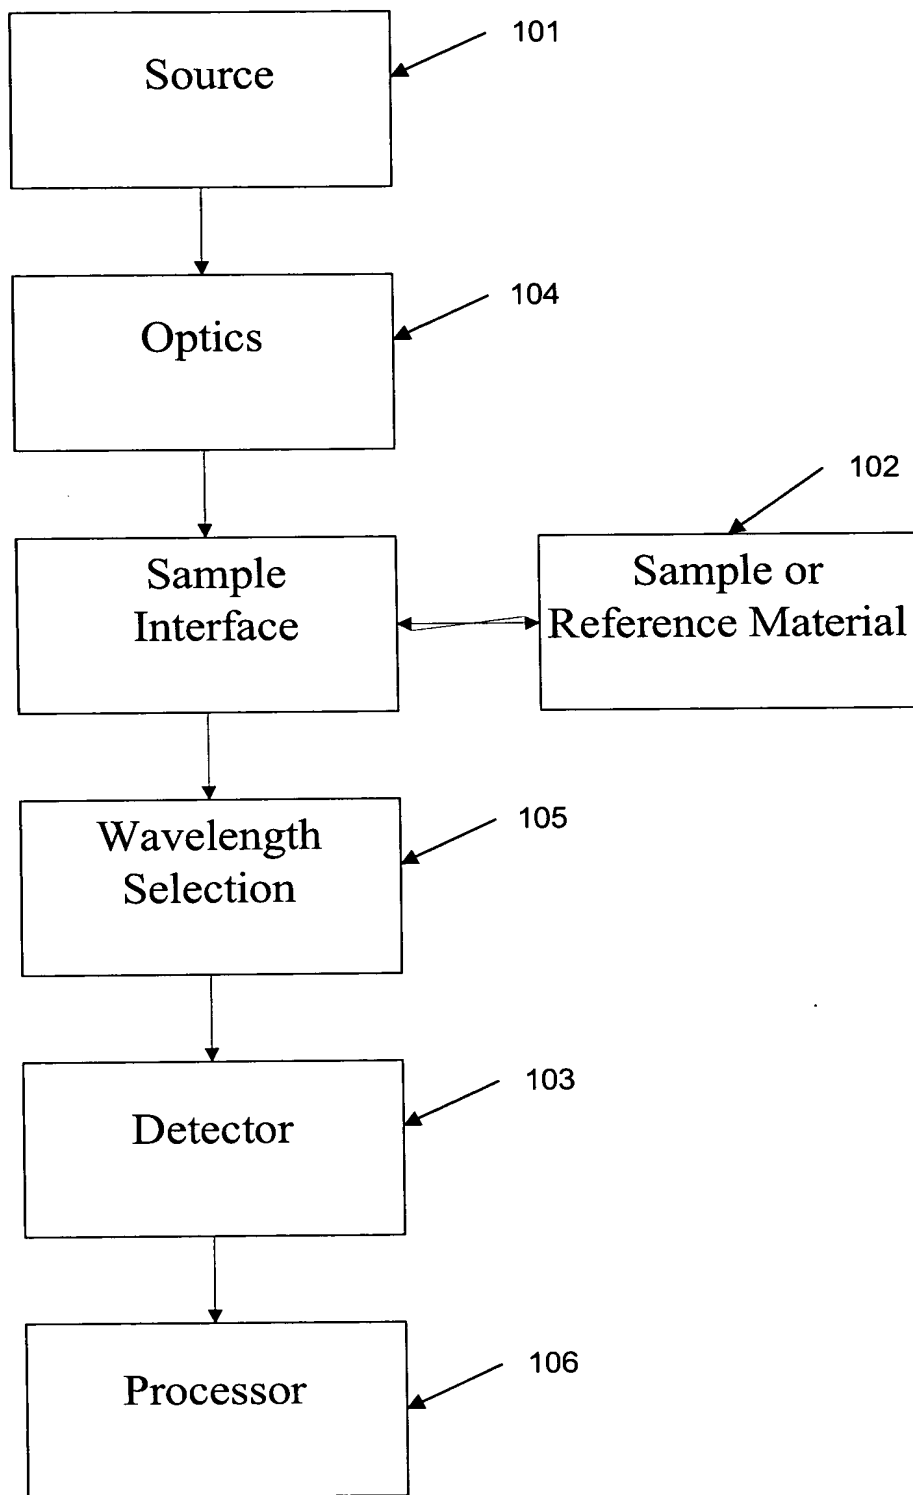 101
Source
104
Optics
102
Sample
Interface
Sample or
Reference Material
105
Wavelength
Selection
103
Detector
106
Processor